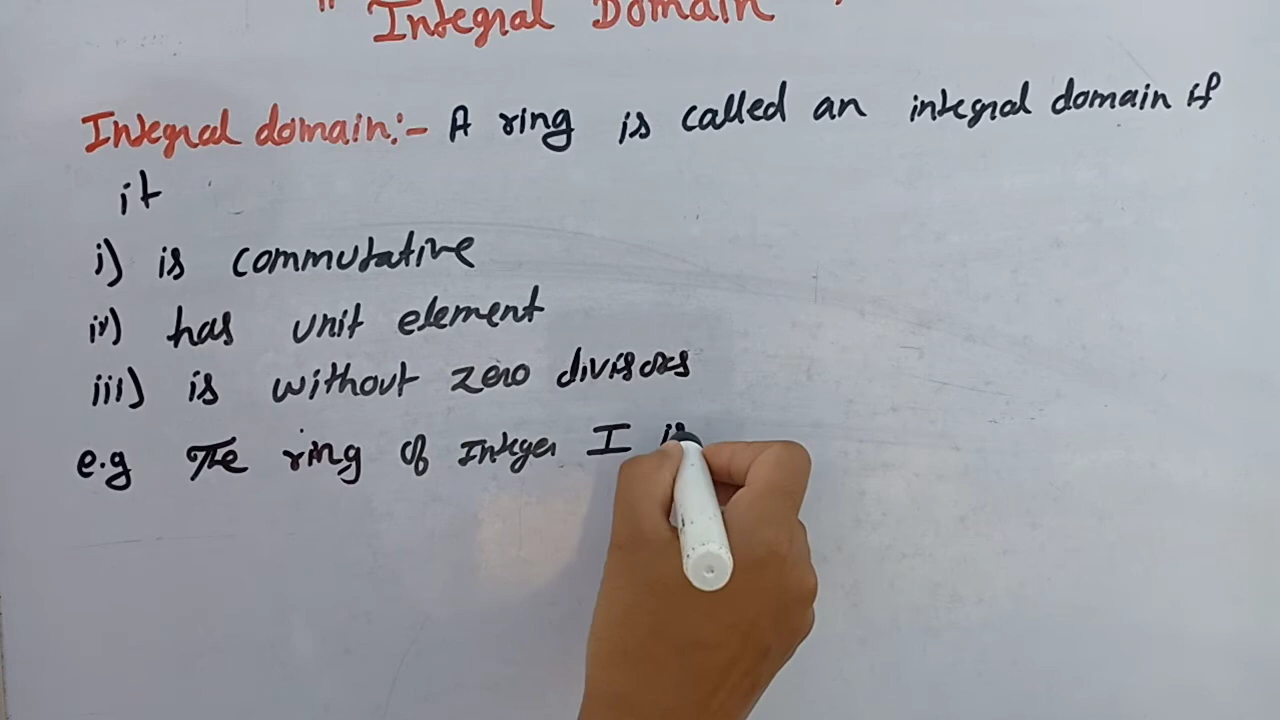 " Integral Domain "
Integral domain:- A ring is called an integral domain if
it
i) is commutative
ii) has unit element
iii) is without zero divisors
e.g The ring of Integer I is